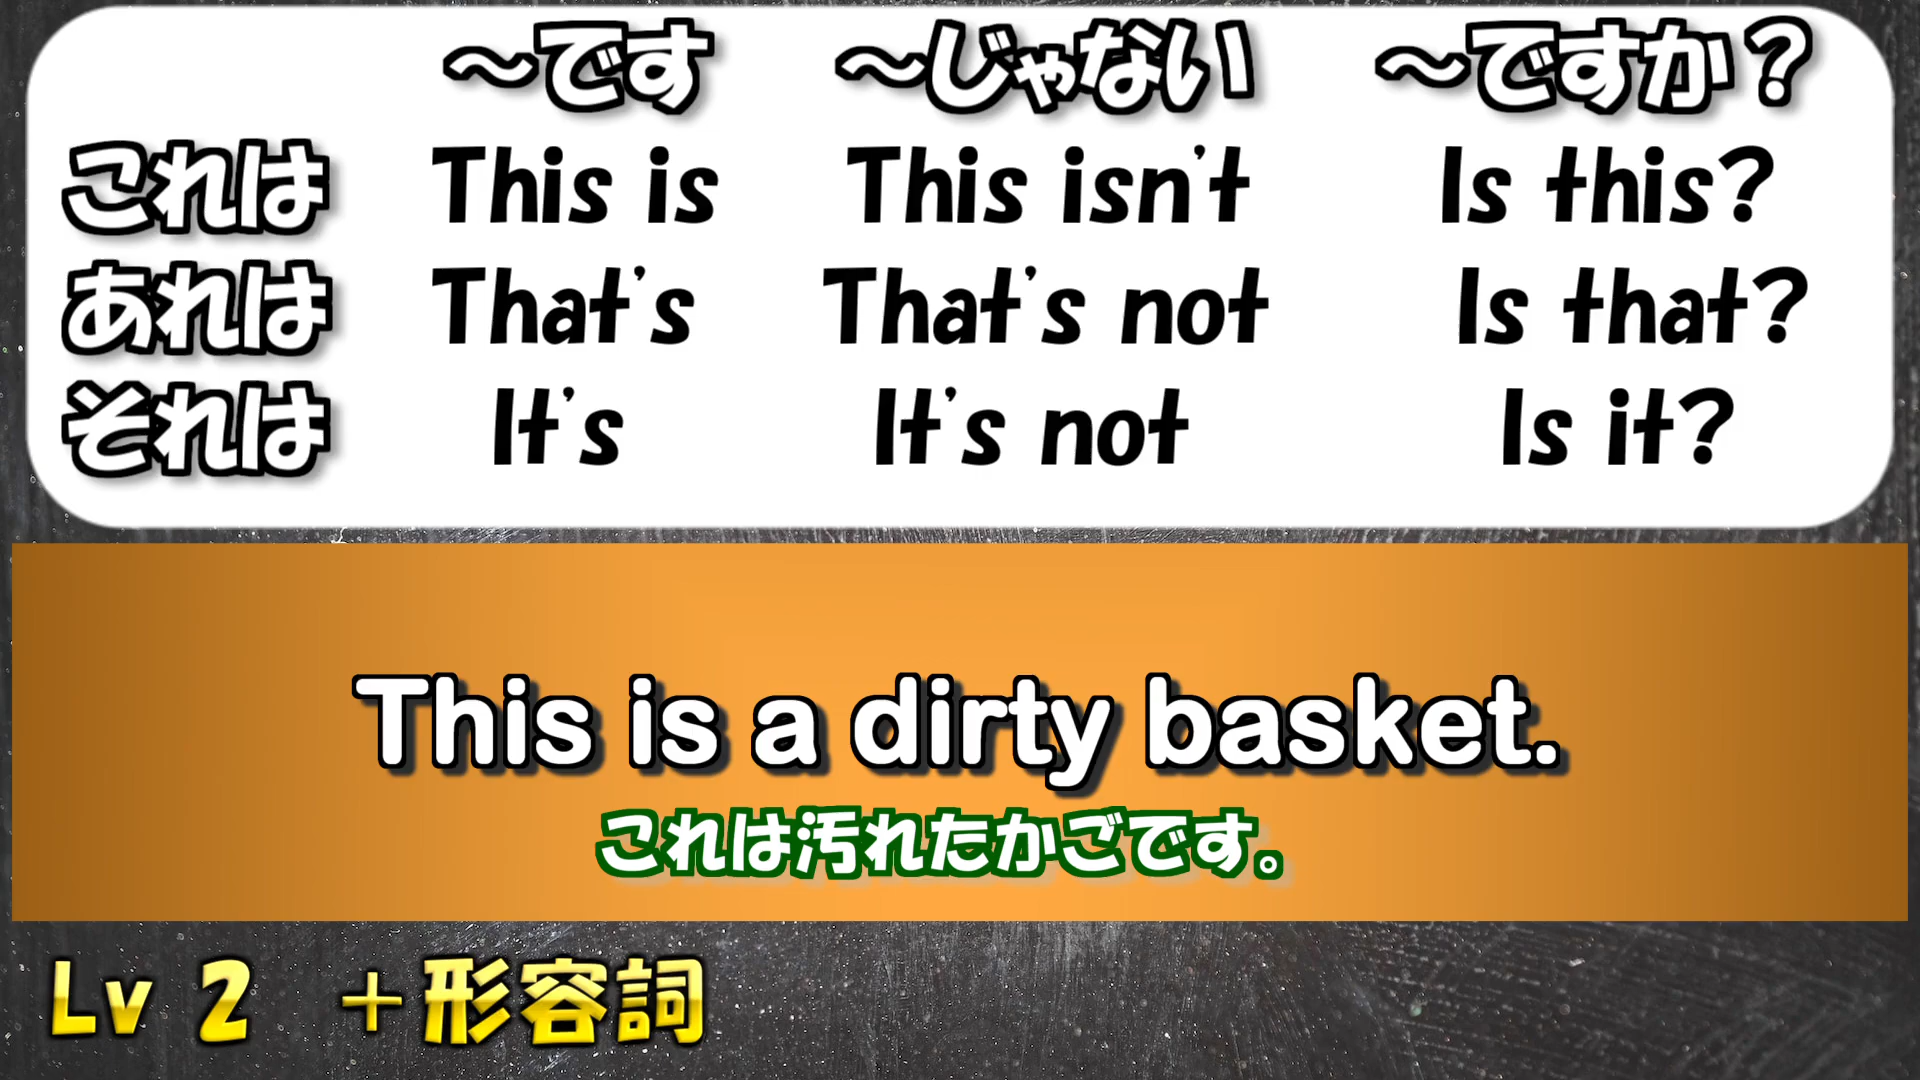 ～です ～じゃない ～ですか？
これは This is This isn't Is this?
あれは That's That's not Is that?
それは It's It's not Is it?
This is a dirty basket.
これは汚れたかごです。
Lv 2 ＋形容詞